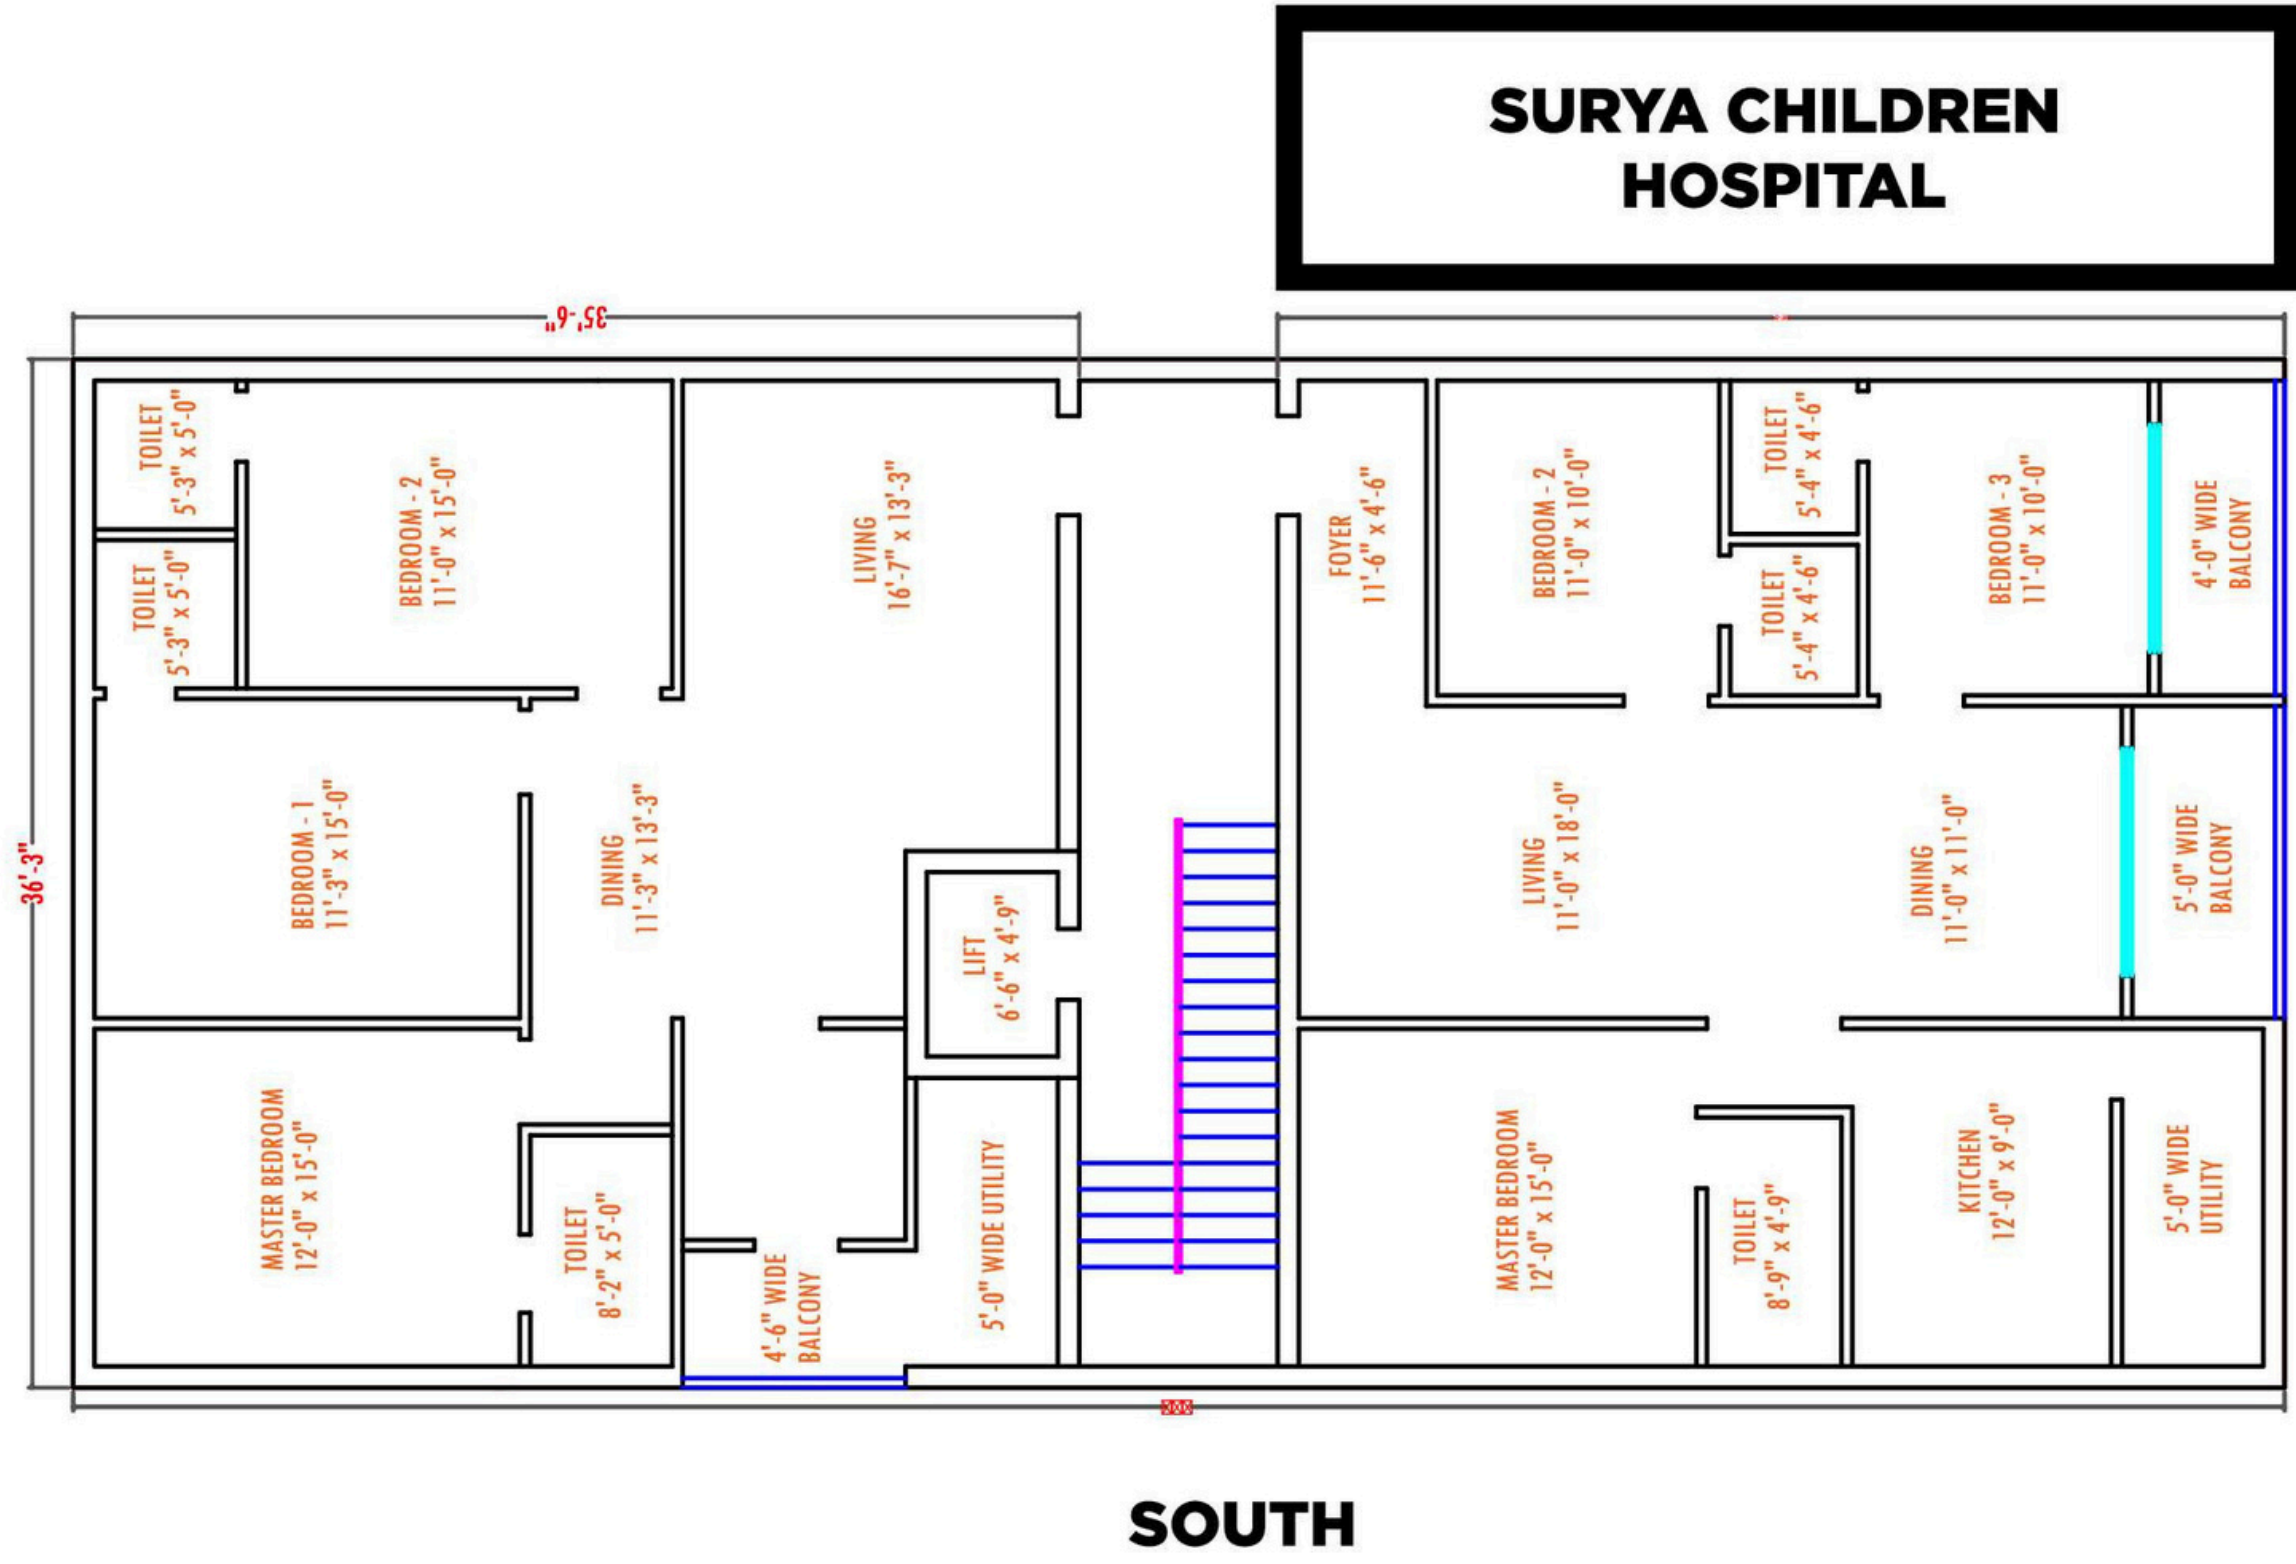 SURYA CHILDREN
HOSPITAL
35'-6"
36'-3"
TOILET
5'-3" x 5'-0"
BEDROOM - 2
11'-0" x 15'-0"
LIVING
16'-7" x 13'-3"
FOYER
11'-6" x 4'-6"
BEDROOM - 2
11'-0" x 10'-0"
TOILET
5'-4" x 4'-6"
BEDROOM - 3
11'-0" x 10'-0"
4'-0" WIDE
BALCONY
TOILET
5'-3" x 5'-0"
TOILET
5'-4" x 4'-6"
BEDROOM - 1
11'-3" x 15'-0"
DINING
11'-3" x 13'-3"
LIFT
6'-6" x 4'-9"
LIVING
11'-0" x 18'-0"
DINING
11'-0" x 11'-0"
5'-0" WIDE
BALCONY
MASTER BEDROOM
12'-0" x 15'-0"
TOILET
8'-2" x 5'-0"
4'-6" WIDE
BALCONY
5'-0" WIDE UTILITY
MASTER BEDROOM
12'-0" x 15'-0"
TOILET
8'-9" x 4'-9"
KITCHEN
12'-0" x 9'-0"
5'-0" WIDE
UTILITY
SOUTH